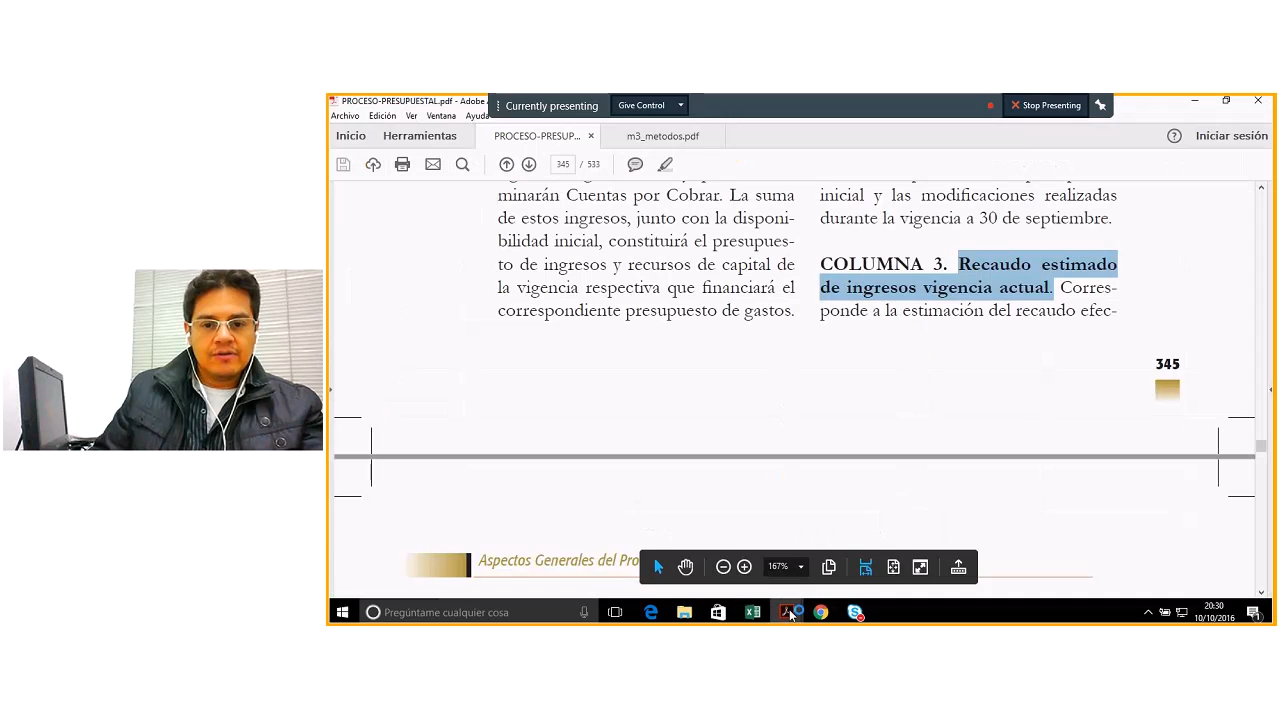 PROCESO-PRESUPUESTAL.pdf - Adobe
Currently presenting
Give Control
Stop Presenting
Archivo Edición Ver Ventana Ayuda
Inicio
Herramientas
PROCESO-PRESUP...
m3_metodos.pdf
Iniciar sesión
345 / 533
minarán Cuentas por Cobrar. La suma
de estos ingresos, junto con la disponi-
bilidad inicial, constituirá el presupues-
to de ingresos y recursos de capital de
la vigencia respectiva que financiará el
correspondiente presupuesto de gastos.
inicial y las modificaciones realizadas
durante la vigencia a 30 de septiembre.
COLUMNA 3. Recaudo estimado
de ingresos vigencia actual. Corres-
ponde a la estimación del recaudo efec-
345
Aspectos Generales del Pro
167%
Pregúntame cualquier cosa
20:30
10/10/2016